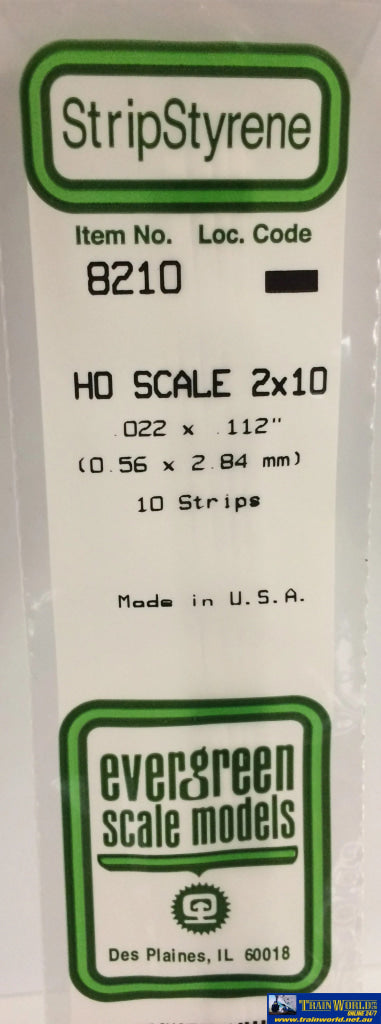 StripStyrene
Item No. Loc. Code
8210
HO SCALE 2x10
.022 x .112"
(0.56 x 2.84 mm)
10 Strips
Made in U.S.A.
evergreen
scale models
Des Plaines, IL 60018
TRAIN WORLD
ONLINE 24/7
www.trainworld.net.au